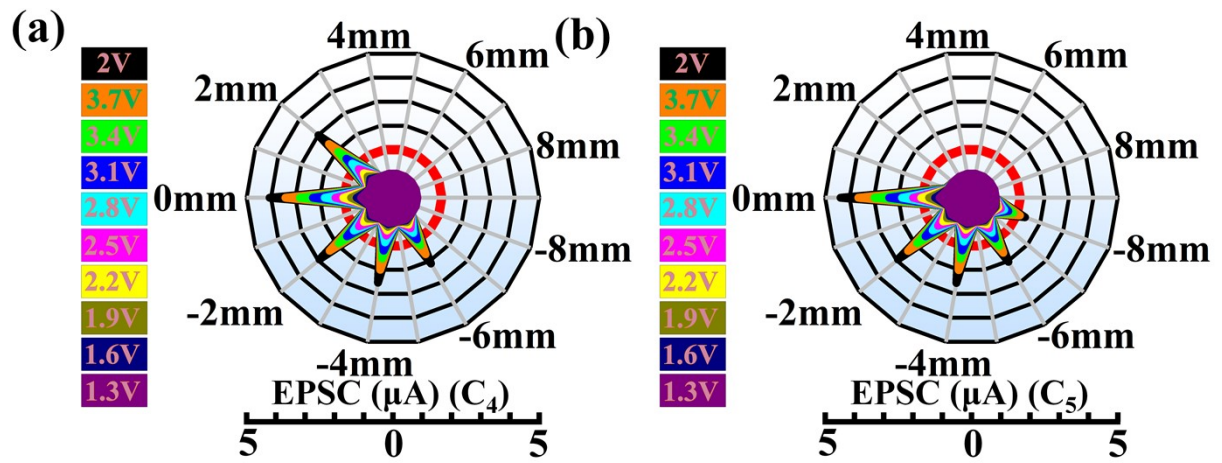 (a)
2V
3.7V
3.4V
3.1V
2.8V
2.5V
2.2V
1.9V
1.6V
1.3V
4mm
6mm
2mm
8mm
0mm
-8mm
-2mm
-6mm
-4mm
EPSC (μA) (C₄)
5 0 5
(b)
2V
3.7V
3.4V
3.1V
2.8V
2.5V
2.2V
1.9V
1.6V
1.3V
4mm
6mm
2mm
8mm
0mm
-8mm
-2mm
-6mm
-4mm
EPSC (μA) (C₅)
5 0 5